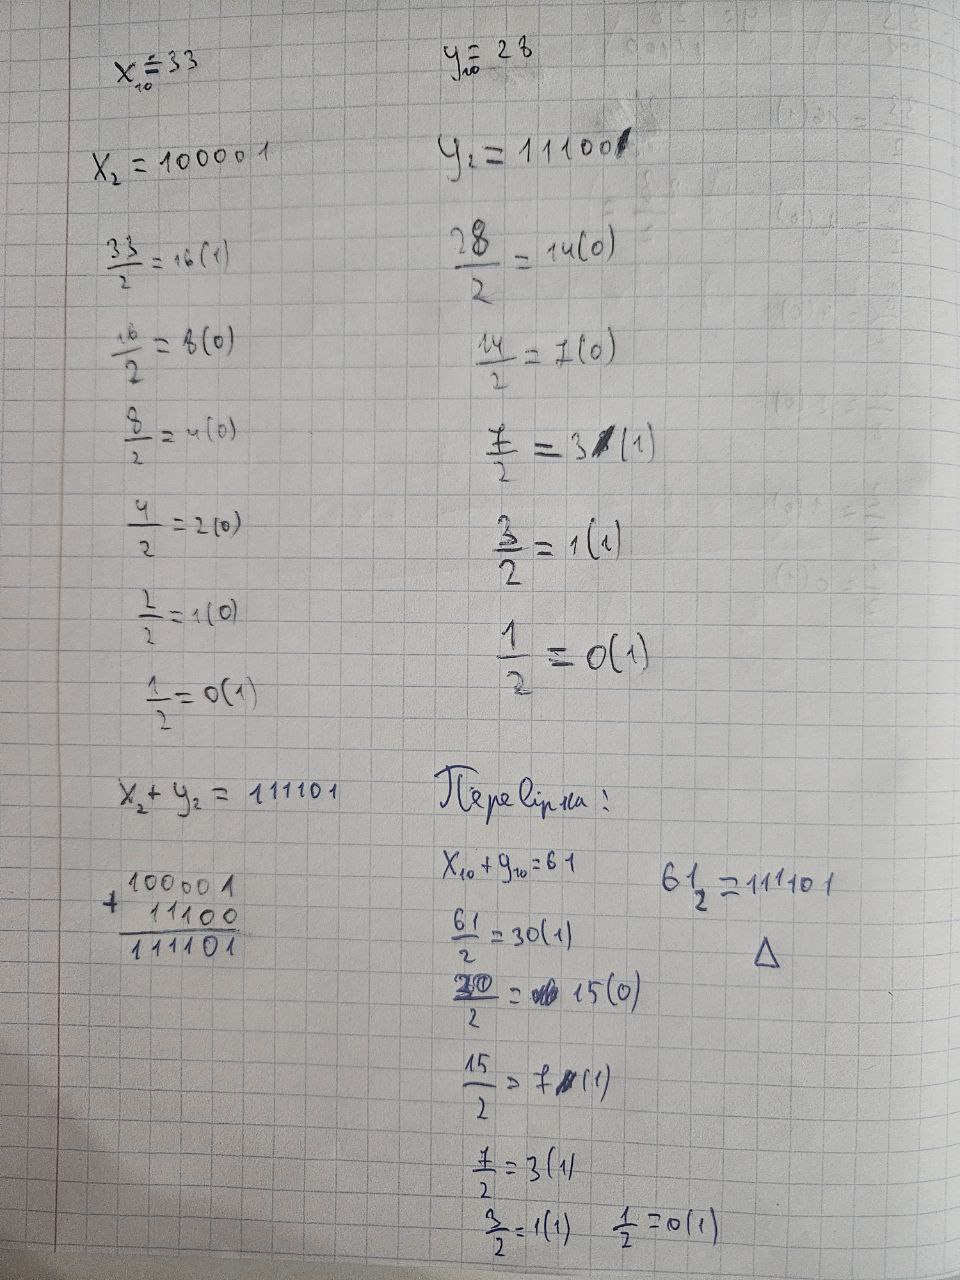 x₁₀ = 33
y₁₀ = 28
x₂ = 100001
y₂ = 11100
33/2 = 16(1)
16/2 = 8(0)
8/2 = 4(0)
4/2 = 2(0)
2/2 = 1(0)
1/2 = 0(1)
28/2 = 14(0)
14/2 = 7(0)
7/2 = 3(1)
3/2 = 1(1)
1/2 = 0(1)
x₂ + y₂ = 111101
100001
+ 11100
111101
Перевірка:
x₁₀ + y₁₀ = 61
61/2 = 30(1)
30/2 = 15(0)
15/2 = 7(1)
7/2 = 3(1)
3/2 = 1(1) 1/2 = 0(1)
61₂ = 111101
Δ